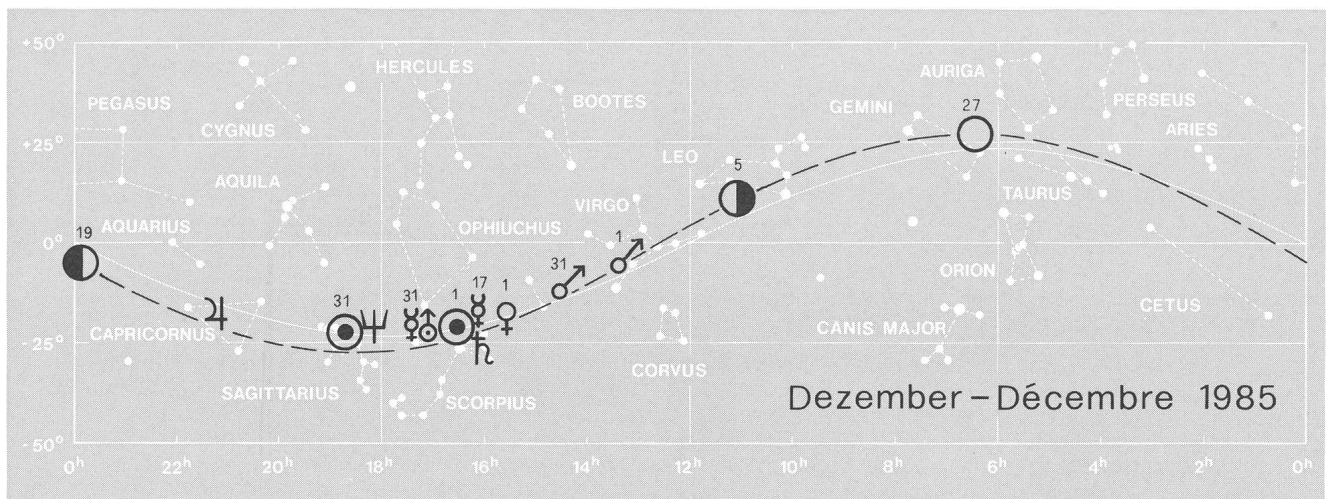 +50°
HERCULES
AURIGA
PEGASUS
BOOTES
GEMINI
27
PERSEUS
CYGNUS
ARIES
+25°
LEO
5
AQUILA
TAURUS
VIRGO
AQUARIUS
OPHIUCHUS
19
1
0°
31
17
1
ORION
31
31
1
CETUS
CAPRICORNUS
CANIS MAJOR
-25°
CORVUS
SAGITTARIUS
SCORPIUS
Dezember – Décembre 1985
-50°
0h 22h 20h 18h 16h 14h 12h 10h 8h 6h 4h 2h 0h